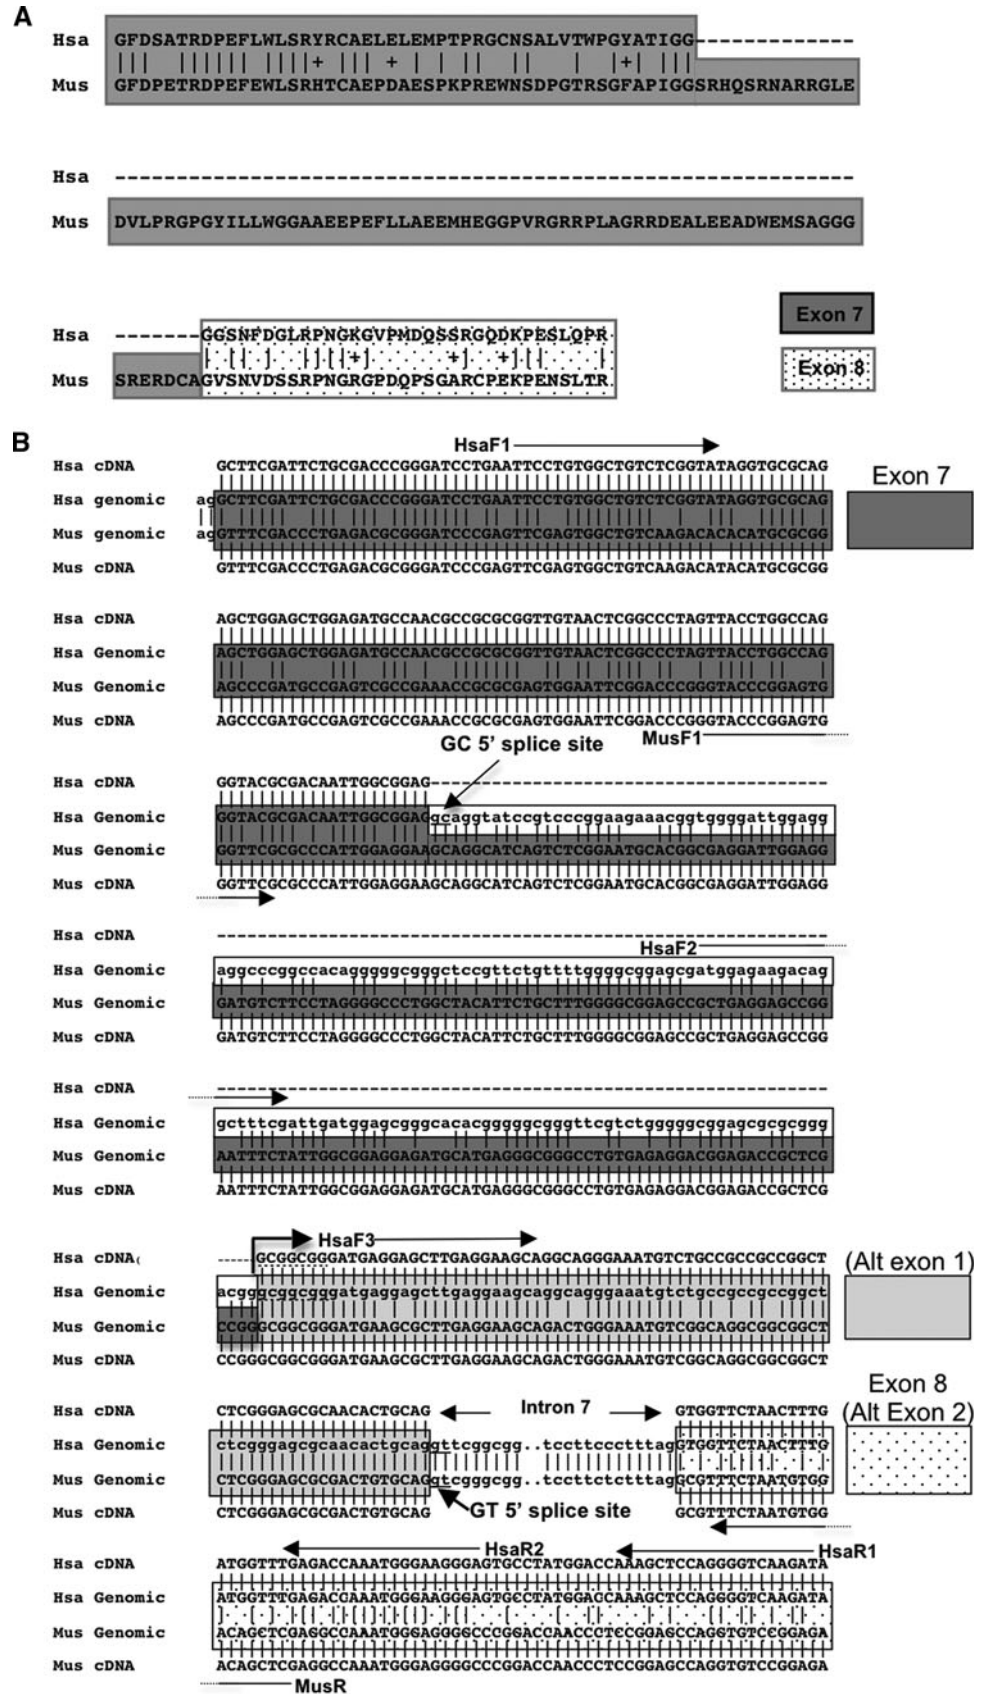 A
Hsa GFDSATRDPEFLWLSRYRCAELELEMPTPRGCNSALVTWPGYATIGG-------------
Mus GFDPETRDPEFEWLSRHTCAEPDAESPKPREWNSDPGTRSGFAPIGGSRHQSRNARRGLE
Hsa ------------------------------------------------------------
Mus DVLPRGPGYILLWGGAAEEPEFLLAEEMHEGGPVRGRRPLAGRRDEALEEADWEMSAGGG
Exon 7
Hsa -------GGSNFDGLRPNGKGVPMDQSSRGQDKPESLQPR
Exon 8
Mus SRERDCAGVSNVDSSRPNGRGPDQPSGARCPEKPENSLTR
B
HsaF1
Hsa cDNA GCTTCGATTCTGCGACCCGGGATCCTGAATTCCTGTGGCTGTCTCGGTATAGGTGCGCAG
Exon 7
Hsa genomic agGCTTCGATTCTGCGACCCGGGATCCTGAATTCCTGTGGCTGTCTCGGTATAGGTGCGCAG
Mus genomic agGTTTCGACCCTGAGACGCGGGATCCCGAGTTCGAGTGGCTGTCAAGACACACATGCGCGG
Mus cDNA GTTTCGACCCTGAGACGCGGGATCCCGAGTTCGAGTGGCTGTCAAGACATACATGCGCGG
Hsa cDNA AGCTGGAGCTGGAGATGCCAACGCCGCGCGGTTGTAACTCGGCCCTAGTTACCTGGCCAG
Hsa Genomic AGCTGGAGCTGGAGATGCCAACGCCGCGCGGTTGTAACTCGGCCCTAGTTACCTGGCCAG
Mus Genomic AGCCCGATGCCGAGTCGCCGAAACCGCGCGAGTGGAATTCGGACCCGGGTACCCGGAGTG
Mus cDNA AGCCCGATGCCGAGTCGCCGAAACCGCGCGAGTGGAATTCGGACCCGGGTACCCGGAGTG
MusF1
GC 5’ splice site
Hsa cDNA GGTACGCGACAATTGGCGGAG---------------------------------------
Hsa Genomic GGTACGCGACAATTGGCGGAGgcaggtatccgtcccggaagaaacggtggggattggagg
Mus Genomic GGTTCGCGCCCATTGGAGGAAGCAGGCATCAGTCTCGGAATGCACGGCGAGGATTGGAGG
Mus cDNA GGTTCGCGCCCATTGGAGGAAGCAGGCATCAGTCTCGGAATGCACGGCGAGGATTGGAGG
Hsa cDNA ------------------------------------------------------------
HsaF2
Hsa Genomic aggcccggccacagggggcgggctccgttctgttttggggcggagcgatggagaagacag
Mus Genomic GATGTCTTCCTAGGGGCCCTGGCTACATTCTGCTTTGGGGCGGAGCCGCTGAGGAGCCGG
Mus cDNA GATGTCTTCCTAGGGGCCCTGGCTACATTCTGCTTTGGGGCGGAGCCGCTGAGGAGCCGG
Hsa cDNA ------------------------------------------------------------
Hsa Genomic gctttcgattgatggagcgggcacacgggggcgggttcgtctgggggcggagcgcgcggg
Mus Genomic AATTTCTATTGGCGGAGGAGATGCATGAGGGCGGGCCTGTGAGAGGACGGAGACCGCTCG
Mus cDNA AATTTCTATTGGCGGAGGAGATGCATGAGGGCGGGCCTGTGAGAGGACGGAGACCGCTCG
HsaF3
Hsa cDNA( ----GCGGCGGGATGAGGAGCTTGAGGAAGCAGGCAGGGAAATGTCTGCCGCCGCCGGCT
(Alt exon 1)
Hsa Genomic acgggcggcgggatgaggagcttgaggaagcaggcagggaaatgtctgccgccgccggct
Mus Genomic CCGGGCGGCGGGATGAAGCGCTTGAGGAAGCAGACTGGGAAATGTCGGCAGGCGGCGGCT
Mus cDNA CCGGGCGGCGGGATGAAGCGCTTGAGGAAGCAGACTGGGAAATGTCGGCAGGCGGCGGCT
Exon 8
(Alt Exon 2)
Hsa cDNA CTCGGGAGCGCAACACTGCAG Intron 7 GTGGTTCTAACTTTG
Hsa Genomic ctcgggagcgcaacactgcaggttcggcgg..tccttccctttagGTGGTTCTAACTTTG
Mus Genomic CTCGGGAGCGCGACTGTGCAGgtcgggcgg..tccttctctttagGCGTTTCTAATGTGG
Mus cDNA CTCGGGAGCGCGACTGTGCAG GT 5’ splice site GCGTTTCTAATGTGG
HsaR2 HsaR1
Hsa cDNA ATGGTTTGAGACCAAATGGGAAGGGAGTGCCTATGGACCAAAGCTCCAGGGGTCAAGATA
Hsa Genomic ATGGTTTGAGACCAAATGGGAAGGGAGTGCCTATGGACCAAAGCTCCAGGGGTCAAGATA
Mus Genomic ACAGCTCGAGGCCAAATGGGAGGGGCCCGGACCAACCCTCCGGAGCCAGGTGTCCGGAGA
Mus cDNA ACAGCTCGAGGCCAAATGGGAGGGGCCCGGACCAACCCTCCGGAGCCAGGTGTCCGGAGA
MusR